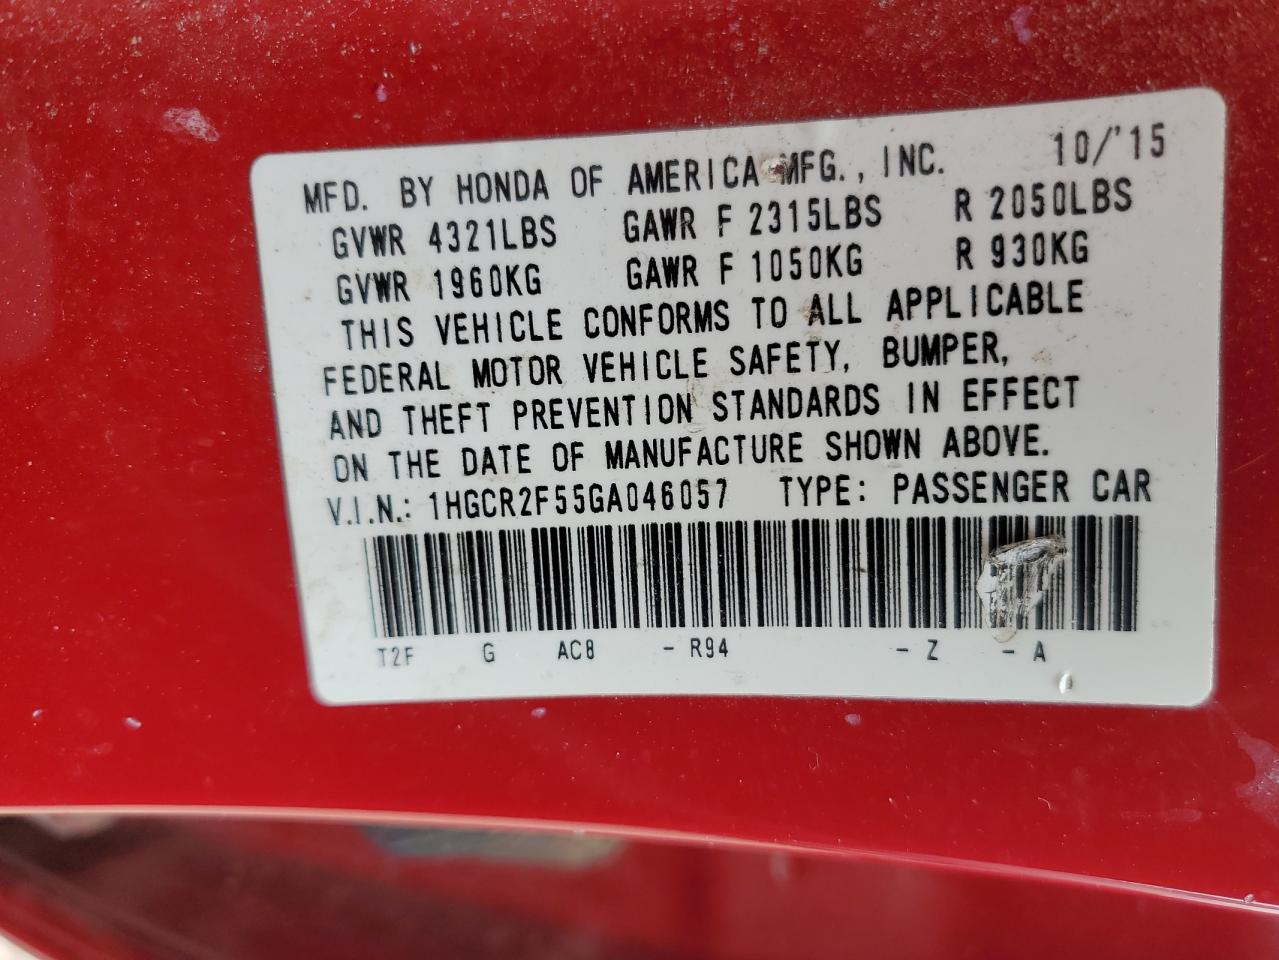 MFD. BY HONDA OF AMERICA MFG., INC. 10/'15
GVWR 4321LBS GAWR F 2315LBS R 2050LBS
GVWR 1960KG GAWR F 1050KG R 930KG
THIS VEHICLE CONFORMS TO ALL APPLICABLE
FEDERAL MOTOR VEHICLE SAFETY, BUMPER,
AND THEFT PREVENTION STANDARDS IN EFFECT
ON THE DATE OF MANUFACTURE SHOWN ABOVE.
V.I.N.: 1HGCR2F55GA046057 TYPE: PASSENGER CAR
T2F G AC8 - R94 - Z - A